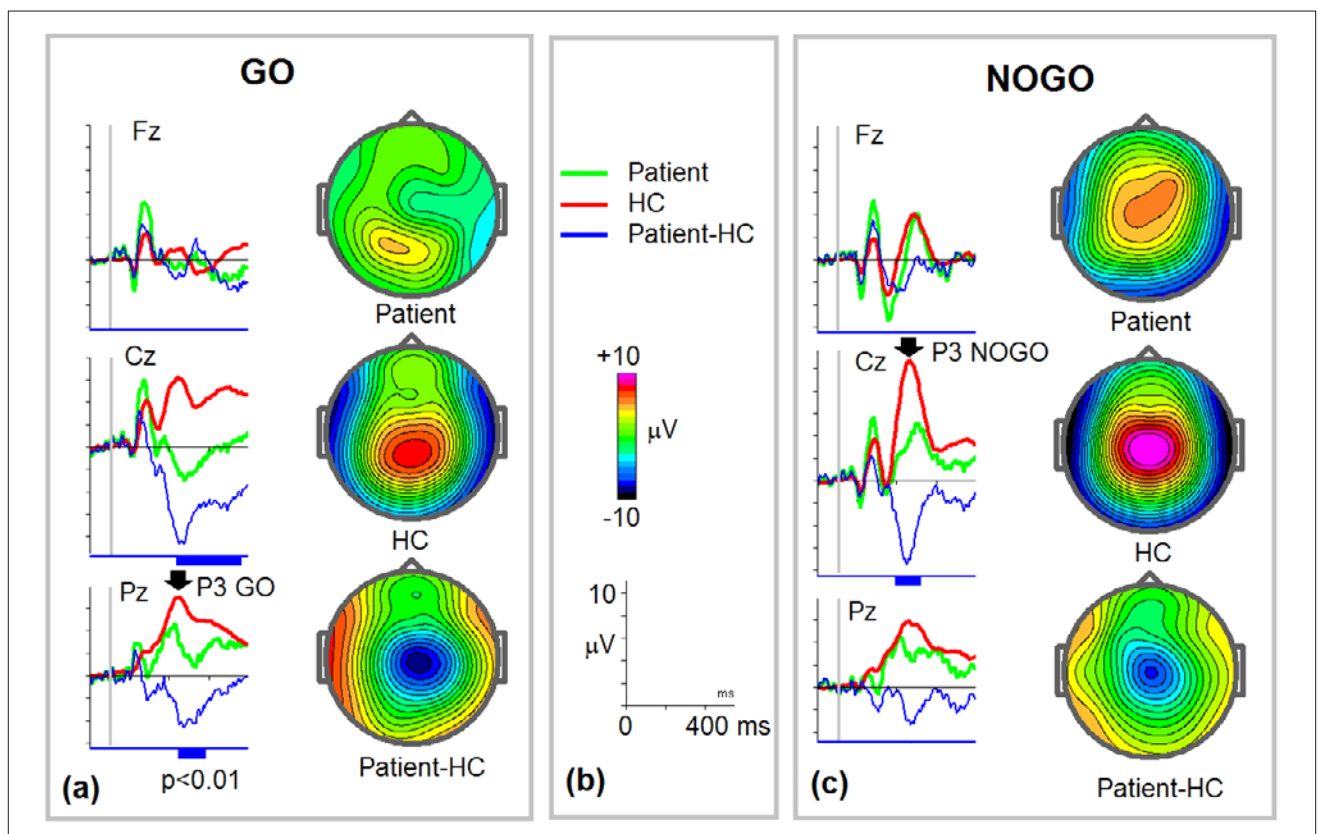 GO
Fz
Patient
Cz
HC
Pz
P3 GO
Patient-HC
p<0.01
(a)
Patient
HC
Patient-HC
+10
μV
-10
10
μV
ms
0 400 ms
(b)
NOGO
Fz
Patient
Cz
P3 NOGO
HC
Pz
Patient-HC
(c)